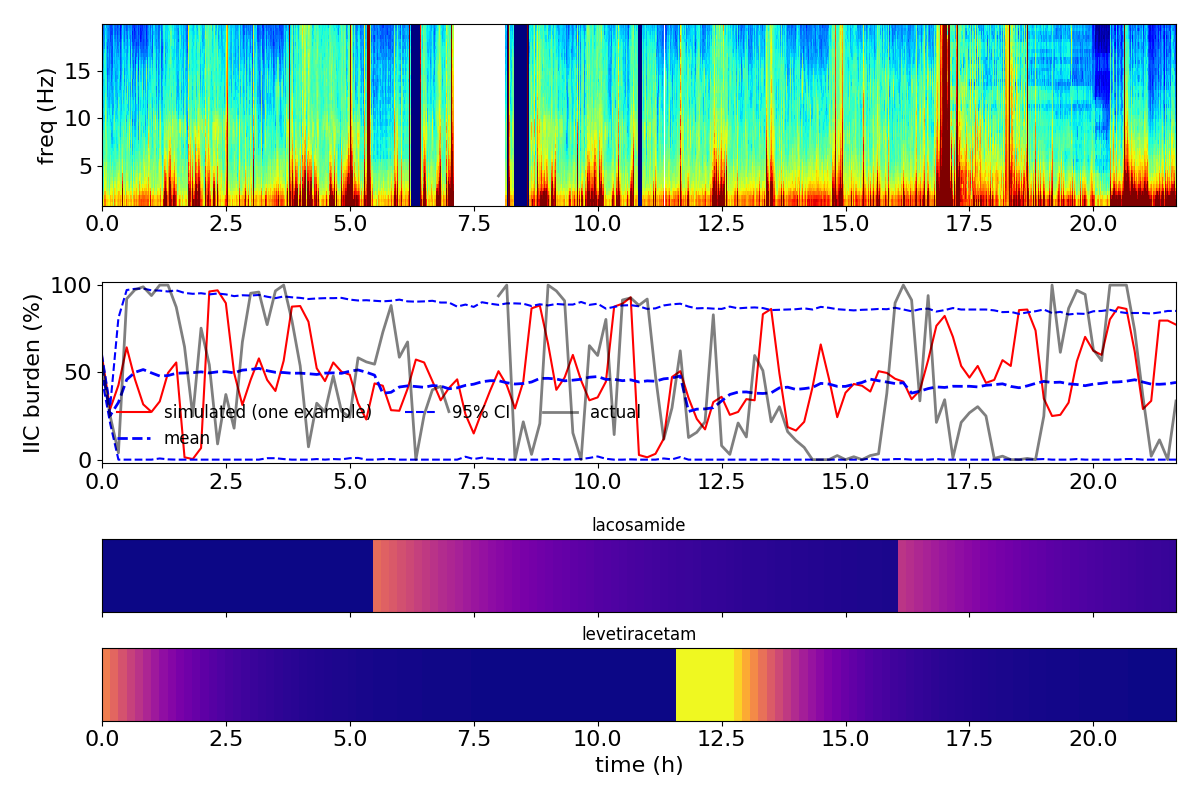 freq (Hz)
15
10
5
0.0 2.5 5.0 7.5 10.0 12.5 15.0 17.5 20.0
IIC burden (%)
100
50
0
simulated (one example) 95% CI actual
mean
0.0 2.5 5.0 7.5 10.0 12.5 15.0 17.5 20.0
lacosamide
levetiracetam
0.0 2.5 5.0 7.5 10.0 12.5 15.0 17.5 20.0
time (h)